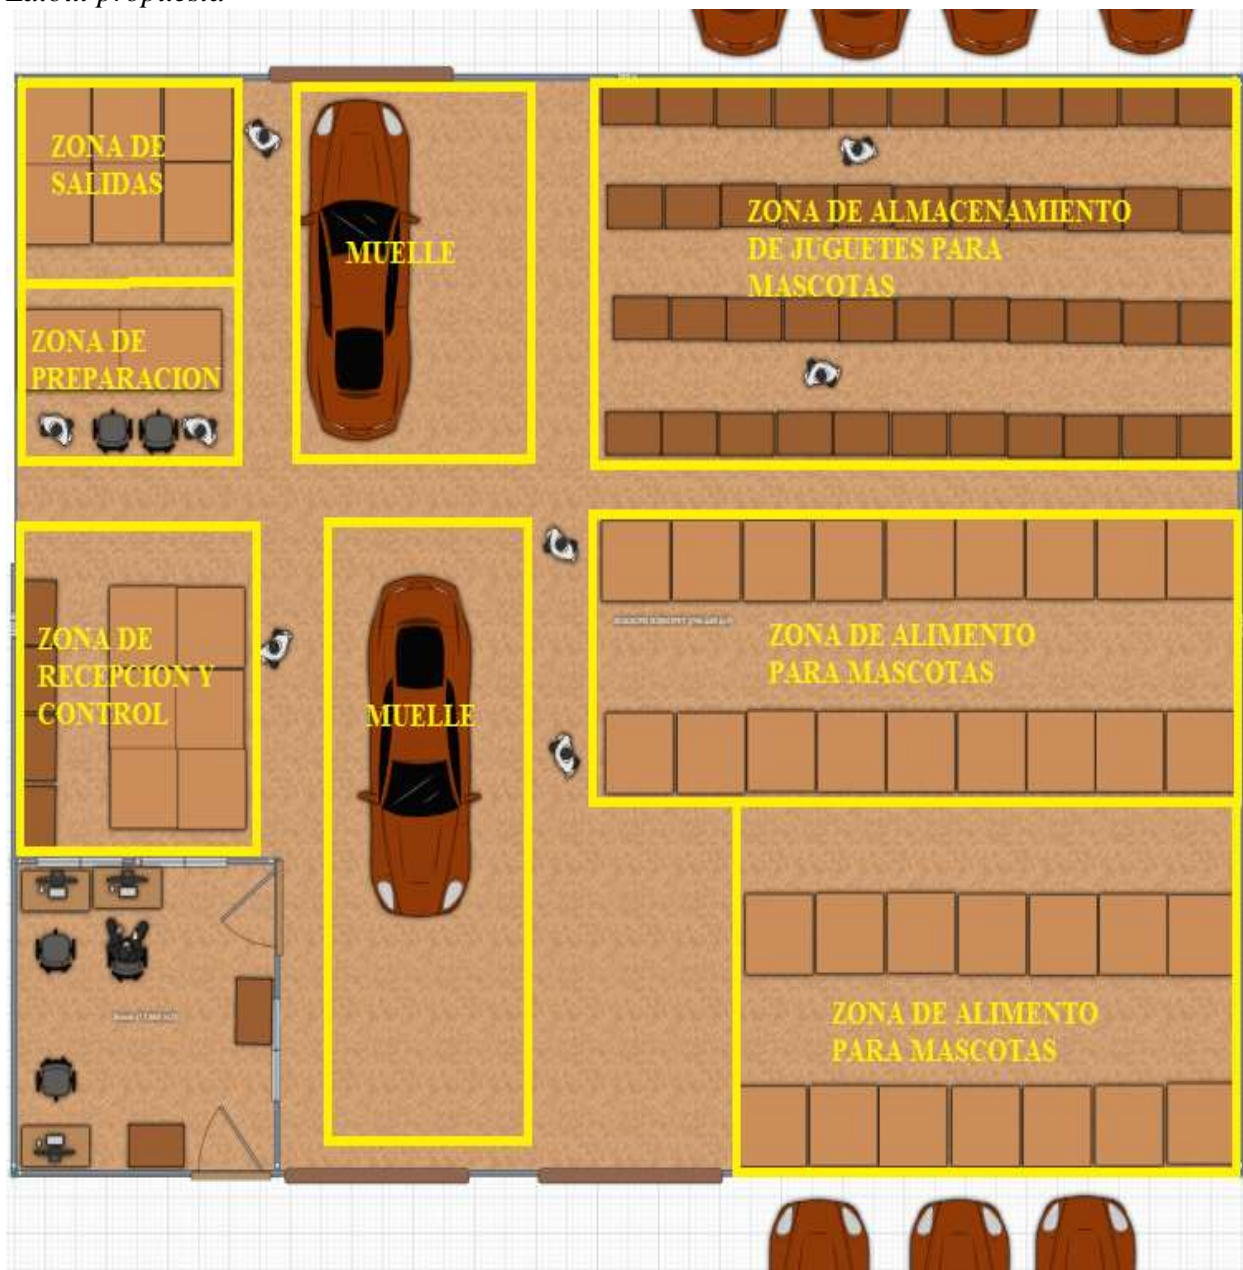 ZONA DE
SALIDAS
MUELLE
ZONA DE ALMACENAMIENTO
DE JUGUETES PARA
MASCOTAS
ZONA DE
PREPARACION
ZONA DE
RECEPCION Y
CONTROL
MUELLE
ZONA DE ALIMENTO
PARA MASCOTAS
ZONA DE ALIMENTO
PARA MASCOTAS